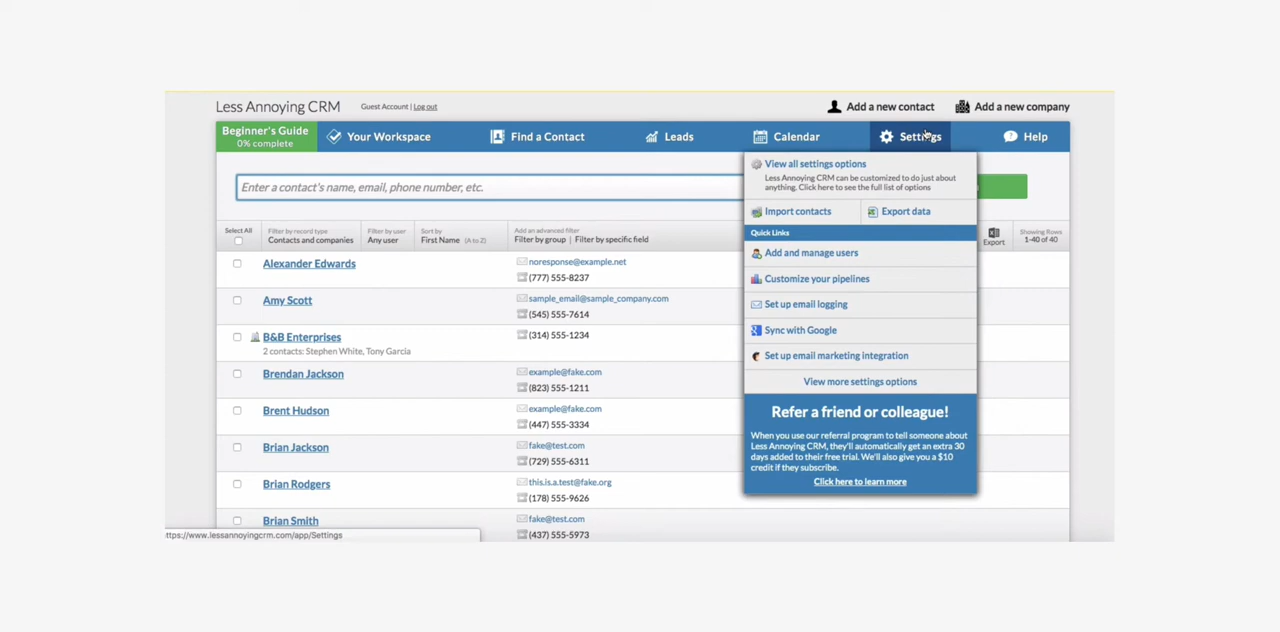 Less Annoying CRM
Guest Account | Log out
Add a new contact
Add a new company
Beginner's Guide
0% complete
Your Workspace
Find a Contact
Leads
Calendar
Settings
Help
Enter a contact's name, email, phone number, etc.
View all settings options
Less Annoying CRM can be customized to do just about
anything. Click here to see the full list of options
Import contacts
Export data
Quick Links
Add and manage users
Customize your pipelines
Set up email logging
Sync with Google
Set up email marketing integration
View more settings options
Refer a friend or colleague!
When you use our referral program to tell someone about
Less Annoying CRM, they'll automatically get an extra 30
days added to their free trial. We'll also give you a $10
credit if they subscribe.
Click here to learn more
Select All
Filter by record type
Contacts and companies
Filter by user
Any user
Sort by
First Name (A to Z)
Add an advanced filter
Filter by group | Filter by specific field
Export
Showing Rows
1-40 of 40
Alexander Edwards
noresponse@example.net
(777) 555-8237
Amy Scott
sample_email@sample_company.com
(545) 555-7614
B&B Enterprises
2 contacts: Stephen White, Tony Garcia
(314) 555-1234
Brendan Jackson
example@fake.com
(823) 555-1211
Brent Hudson
example@fake.com
(447) 555-3334
Brian Jackson
fake@test.com
(729) 555-6311
Brian Rodgers
this.is.a.test@fake.org
(178) 555-9626
Brian Smith
fake@test.com
(437) 555-5973
ttps://www.lessannoyingcrm.com/app/Settings